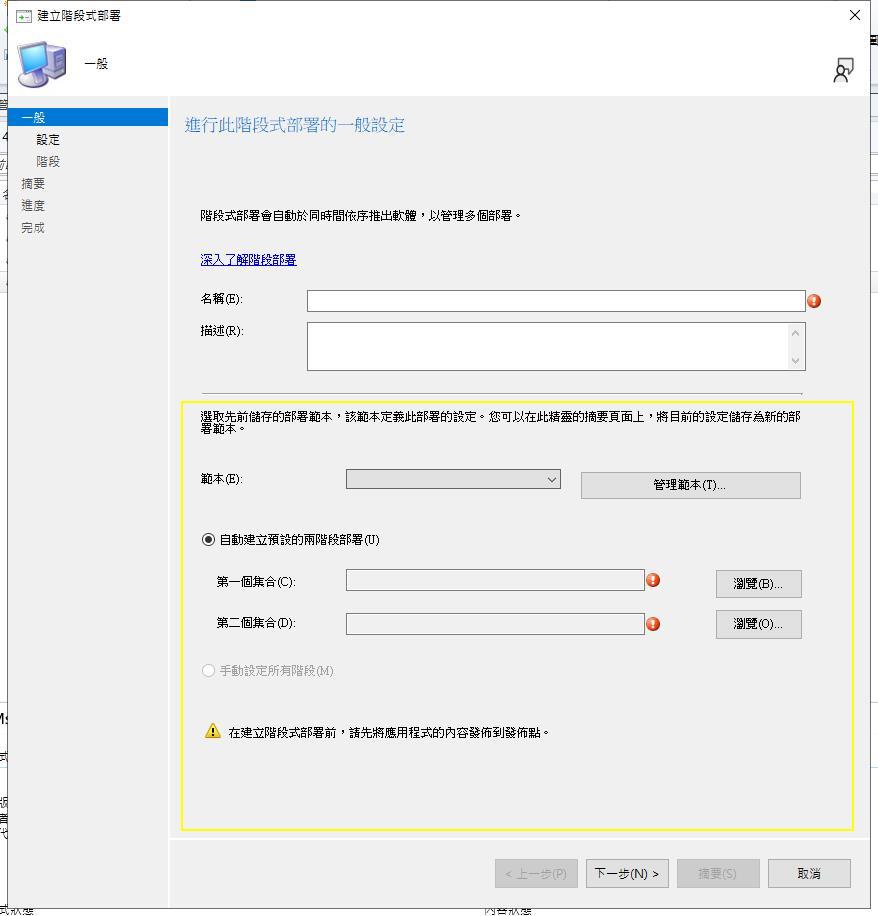 建立階段式部署
一般
一般
設定
階段
摘要
進度
完成
進行此階段式部署的一般設定
階段式部署會自動於同時間依序推出軟體，以管理多個部署。
深入了解階段部署
名稱(E):
描述(R):
選取先前儲存的部署範本，該範本定義此部署的設定。您可以在此精靈的摘要頁面上，將目前的設定儲存為新的部
署範本。
範本(E):
管理範本(T)...
自動建立預設的兩階段部署(U)
第一個集合(C):
瀏覽(B)...
第二個集合(D):
瀏覽(O)...
手動設定所有階段(M)
在建立階段式部署前，請先將應用程式的內容發佈到發佈點。
< 上一步(P)
下一步(N) >
摘要(S)
取消
式狀態
內容狀態